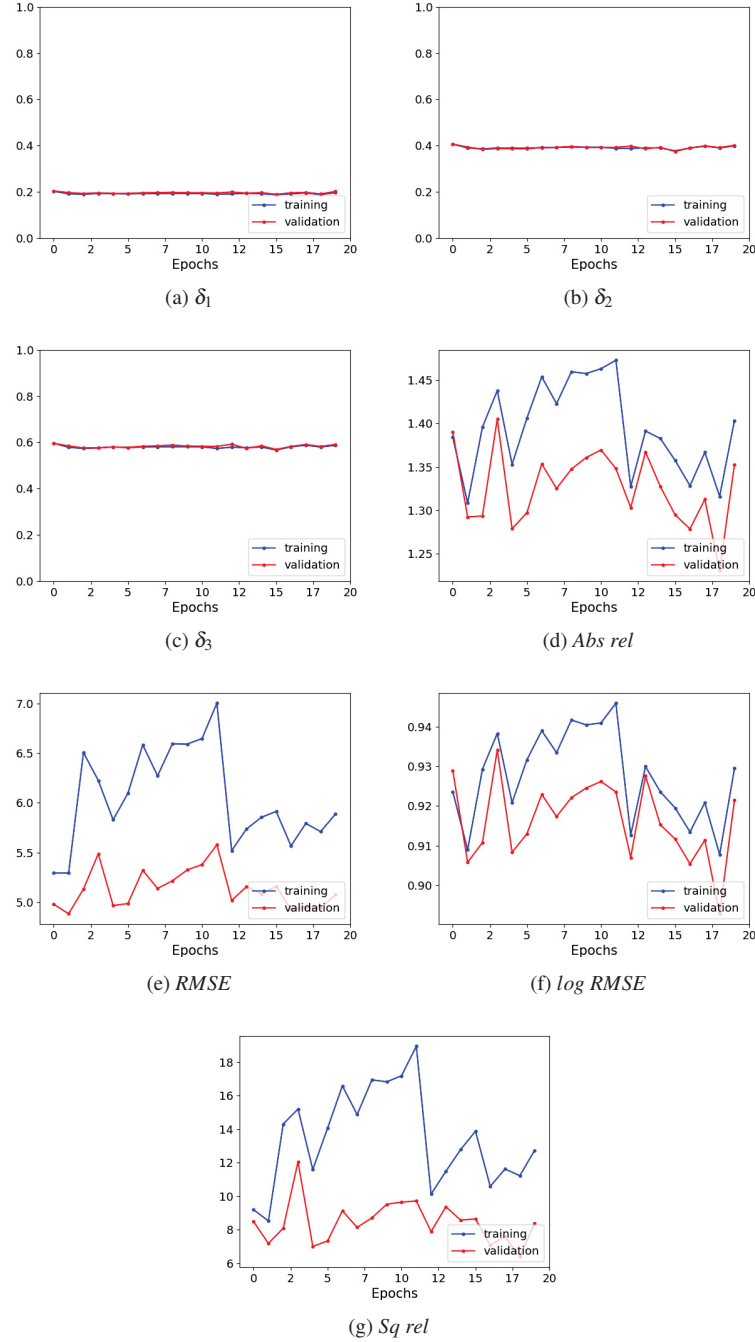 1.0
0.8
0.6
0.4
0.2
0.0
0 2 5 7 10 12 15 17 20
training
validation
Epochs
(a) δ1
1.0
0.8
0.6
0.4
0.2
0.0
0 2 5 7 10 12 15 17 20
training
validation
Epochs
(b) δ2
1.0
0.8
0.6
0.4
0.2
0.0
0 2 5 7 10 12 15 17 20
training
validation
Epochs
(c) δ3
1.45
1.40
1.35
1.30
1.25
0 2 5 7 10 12 15 17 20
training
validation
Epochs
(d) Abs rel
7.0
6.5
6.0
5.5
5.0
0 2 5 7 10 12 15 17 20
training
validation
Epochs
(e) RMSE
0.94
0.93
0.92
0.91
0.90
0 2 5 7 10 12 15 17 20
training
validation
Epochs
(f) log RMSE
18
16
14
12
10
8
6
0 2 5 7 10 12 15 17 20
training
validation
Epochs
(g) Sq rel